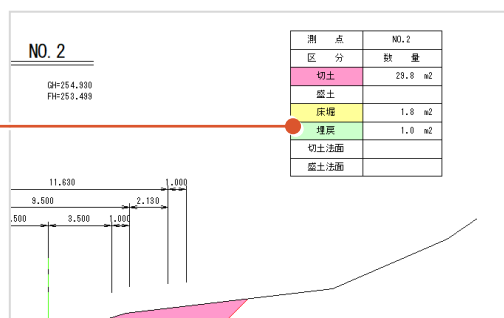 NO.2
GH=254.930
FH=253.499
測 点 NO.2
区 分 数 量
切土 29.8 m2
盛土
床堀 1.8 m2
埋戻 1.0 m2
切土法面
盛土法面
11.630 1.000
9.500 2.130
.500 3.500 1.000